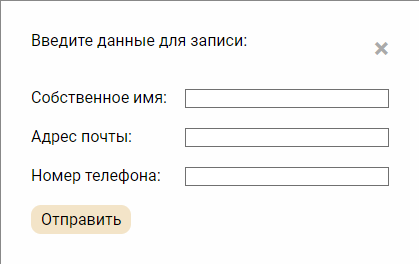 Введите данные для записи:
×
Собственное имя:
Адрес почты:
Номер телефона:
Отправить